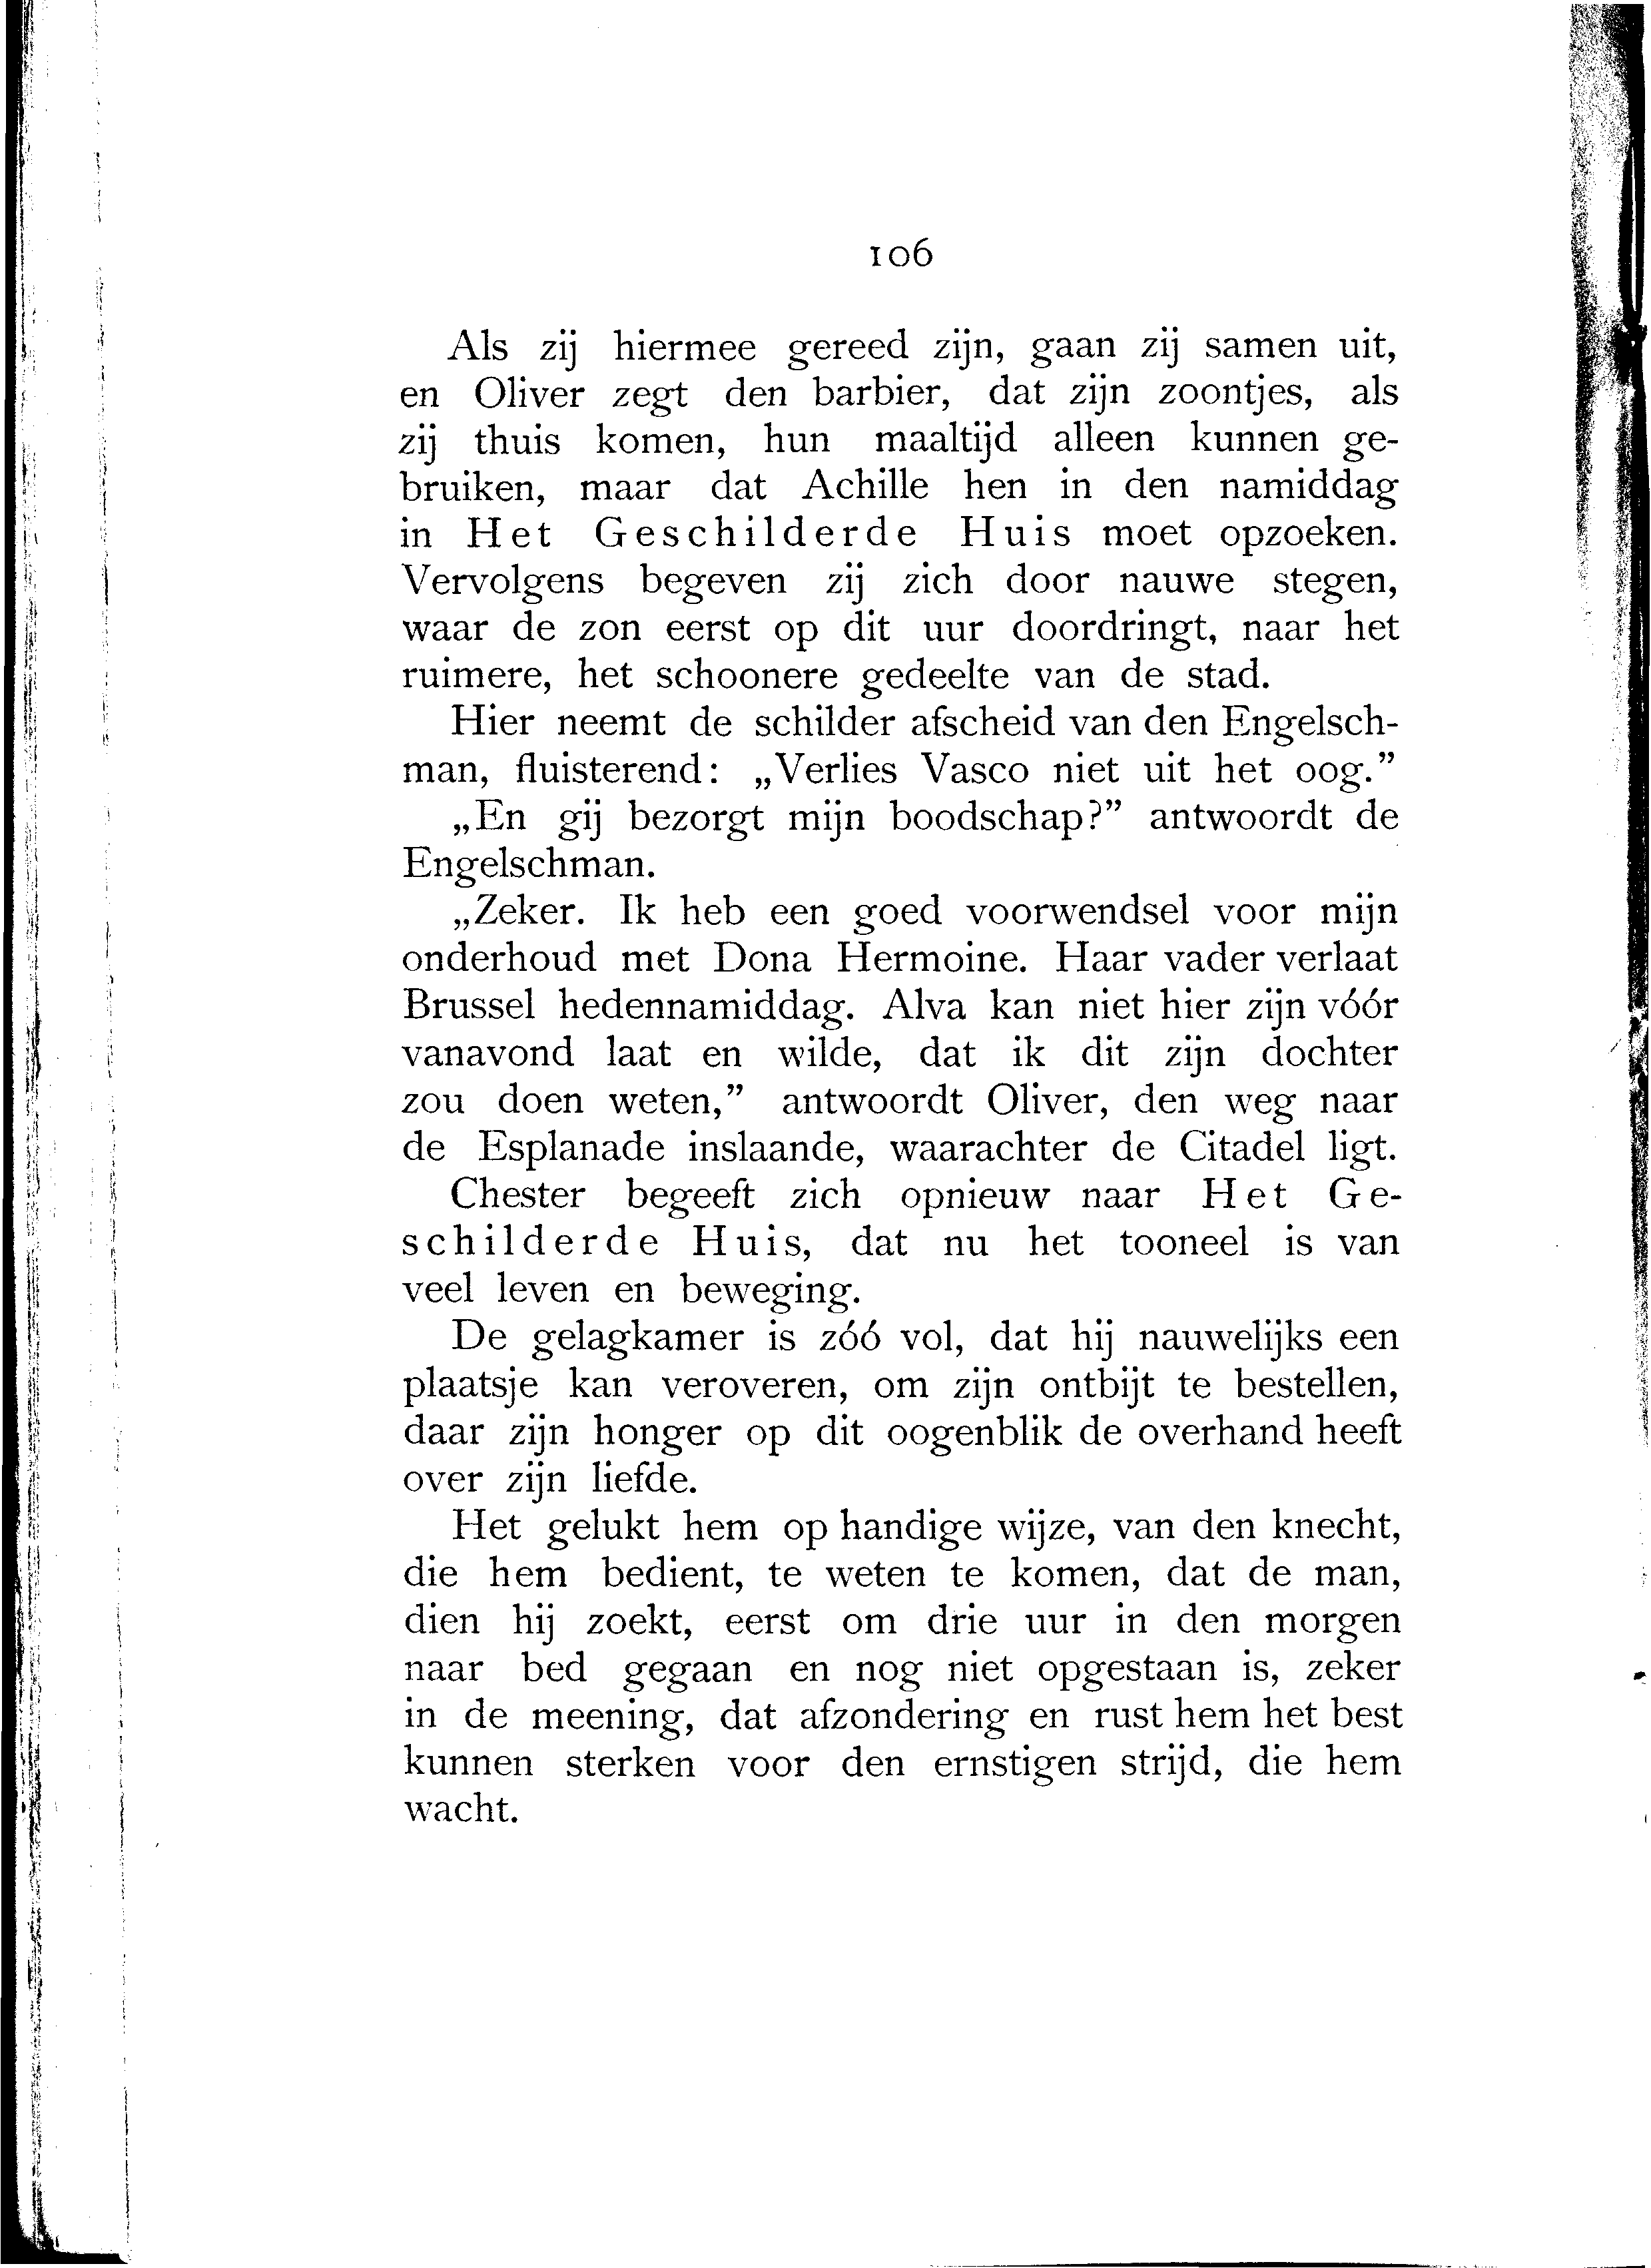 106
Als zij hiermee gereed zijn, gaan zij samen uit,
en Oliver zegt den barbier, dat zijn zoontjes, als
zij thuis komen, hun maaltijd alleen kunnen ge-
bruiken, maar dat Achille hen in den namiddag
in Het Geschilderde Huis moet opzoeken.
Vervolgens begeven zij zich door nauwe stegen,
waar de zon eerst op dit uur doordringt, naar het
ruimere, het schoonere gedeelte van de stad.
Hier neemt de schilder afscheid van den Engelsch-
man, fluisterend: „Verlies Vasco niet uit het oog.”
„En gij bezorgt mijn boodschap?” antwoordt de
Engelschman.
„Zeker. Ik heb een goed voorwendsel voor mijn
onderhoud met Dona Hermoine. Haar vader verlaat
Brussel hedennamiddag. Alva kan niet hier zijn vóór
vanavond laat en wilde, dat ik dit zijn dochter
zou doen weten,” antwoordt Oliver, den weg naar
de Esplanade inslaande, waarachter de Citadel ligt.
Chester begeeft zich opnieuw naar Het Ge-
schilderde Huis, dat nu het tooneel is van
veel leven en beweging.
De gelagkamer is zóó vol, dat hij nauwelijks een
plaatsje kan veroveren, om zijn ontbijt te bestellen,
daar zijn honger op dit oogenblik de overhand heeft
over zijn liefde.
Het gelukt hem op handige wijze, van den knecht,
die hem bedient, te weten te komen, dat de man,
dien hij zoekt, eerst om drie uur in den morgen
naar bed gegaan en nog niet opgestaan is, zeker
in de meening, dat afzondering en rust hem het best
kunnen sterken voor den ernstigen strijd, die hem
wacht.